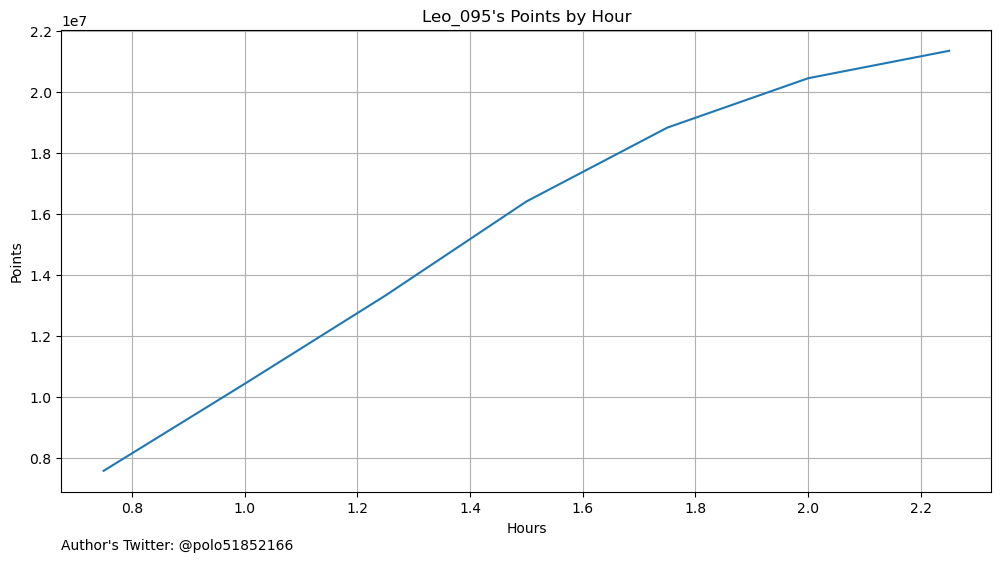 Leo_095's Points by Hour
1e7
2.2
2.0
1.8
1.6
1.4
1.2
1.0
0.8
Points
0.8 1.0 1.2 1.4 1.6 1.8 2.0 2.2
Hours
Author's Twitter: @polo51852166